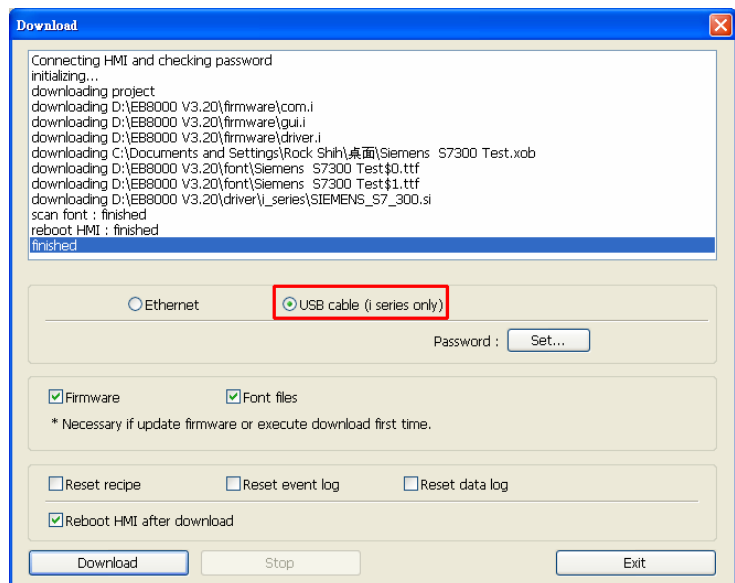 Download
Connecting HMI and checking password
initializing...
downloading project
downloading D:\EB8000 V3.20\firmware\com.i
downloading D:\EB8000 V3.20\firmware\gui.i
downloading D:\EB8000 V3.20\firmware\driver.i
downloading C:\Documents and Settings\Rock Shih\桌面\Siemens  S7300 Test.xob
downloading D:\EB8000 V3.20\font\Siemens  S7300 Test$0.ttf
downloading D:\EB8000 V3.20\font\Siemens  S7300 Test$1.ttf
downloading D:\EB8000 V3.20\driver\i_series\SIEMENS_S7_300.si
scan font : finished
reboot HMI : finished
finished
Ethernet USB cable (i series only)
Password : Set...
Firmware Font files
* Necessary if update firmware or execute download first time.
Reset recipe Reset event log Reset data log
Reboot HMI after download
Download Stop Exit